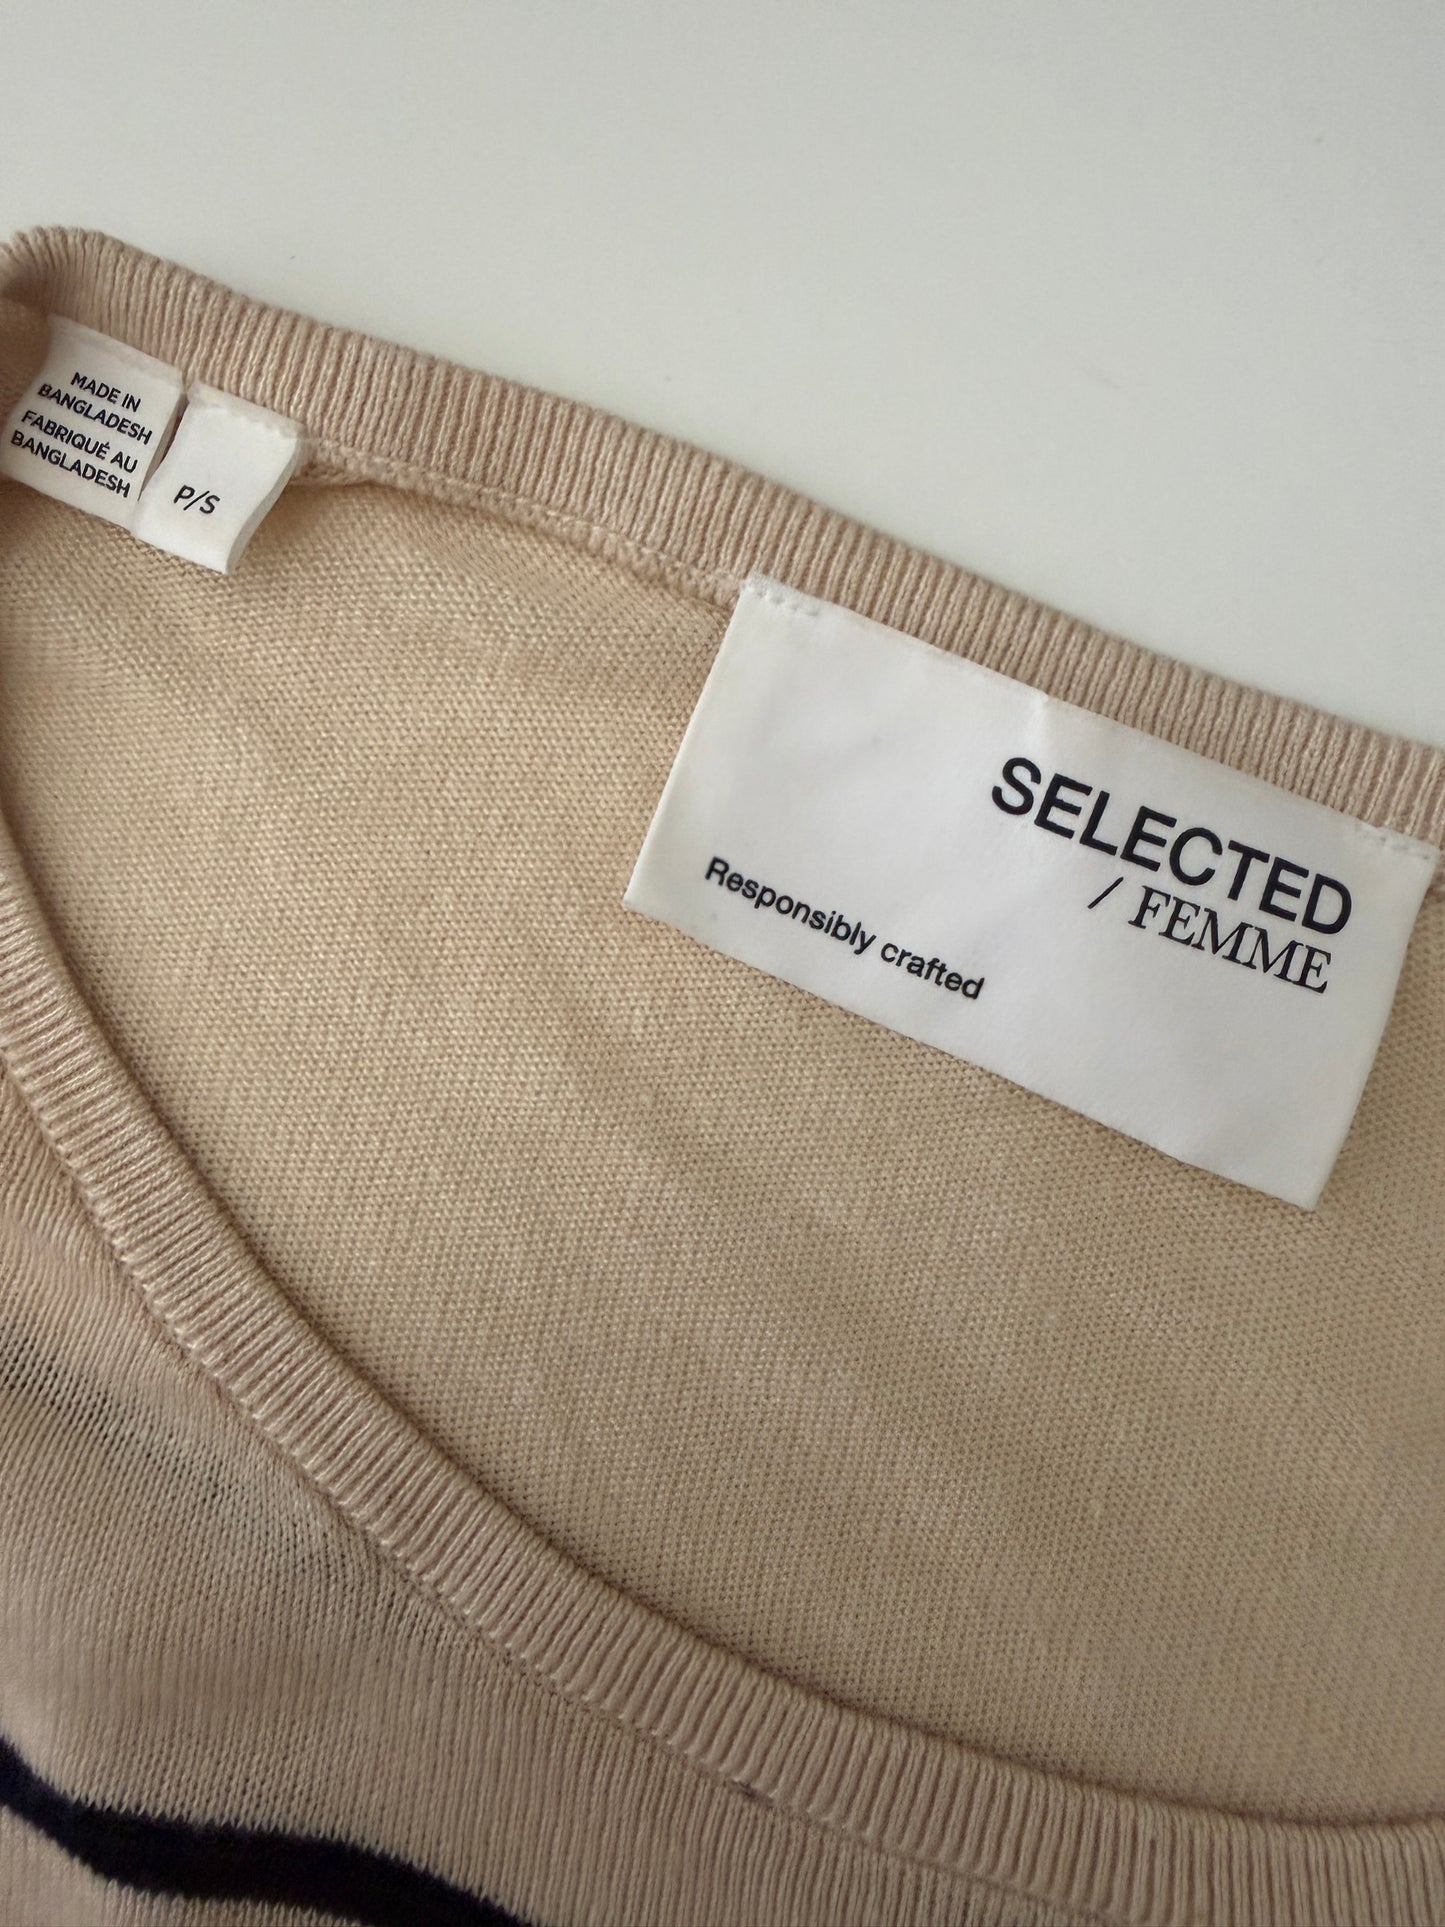 MADE IN
BANGLADESH
FABRIQUÉ AU
BANGLADESH
P/S
SELECTED
/ FEMME
Responsibly crafted